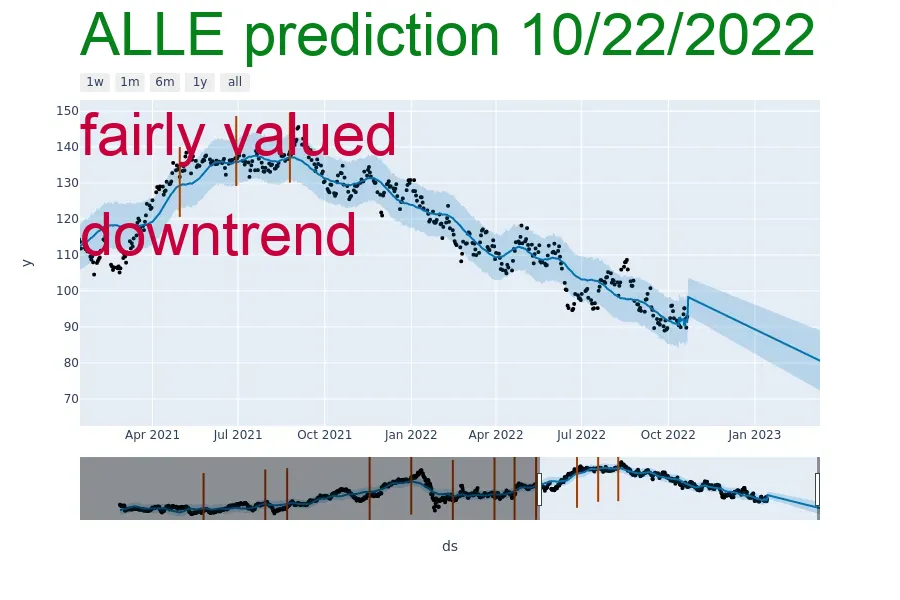 ALLE prediction 10/22/2022
1w 1m 6m 1y all
150
fairly valued
140
130
120
downtrend
110
y
100
90
80
70
Apr 2021 Jul 2021 Oct 2021 Jan 2022 Apr 2022 Jul 2022 Oct 2022 Jan 2023
ds